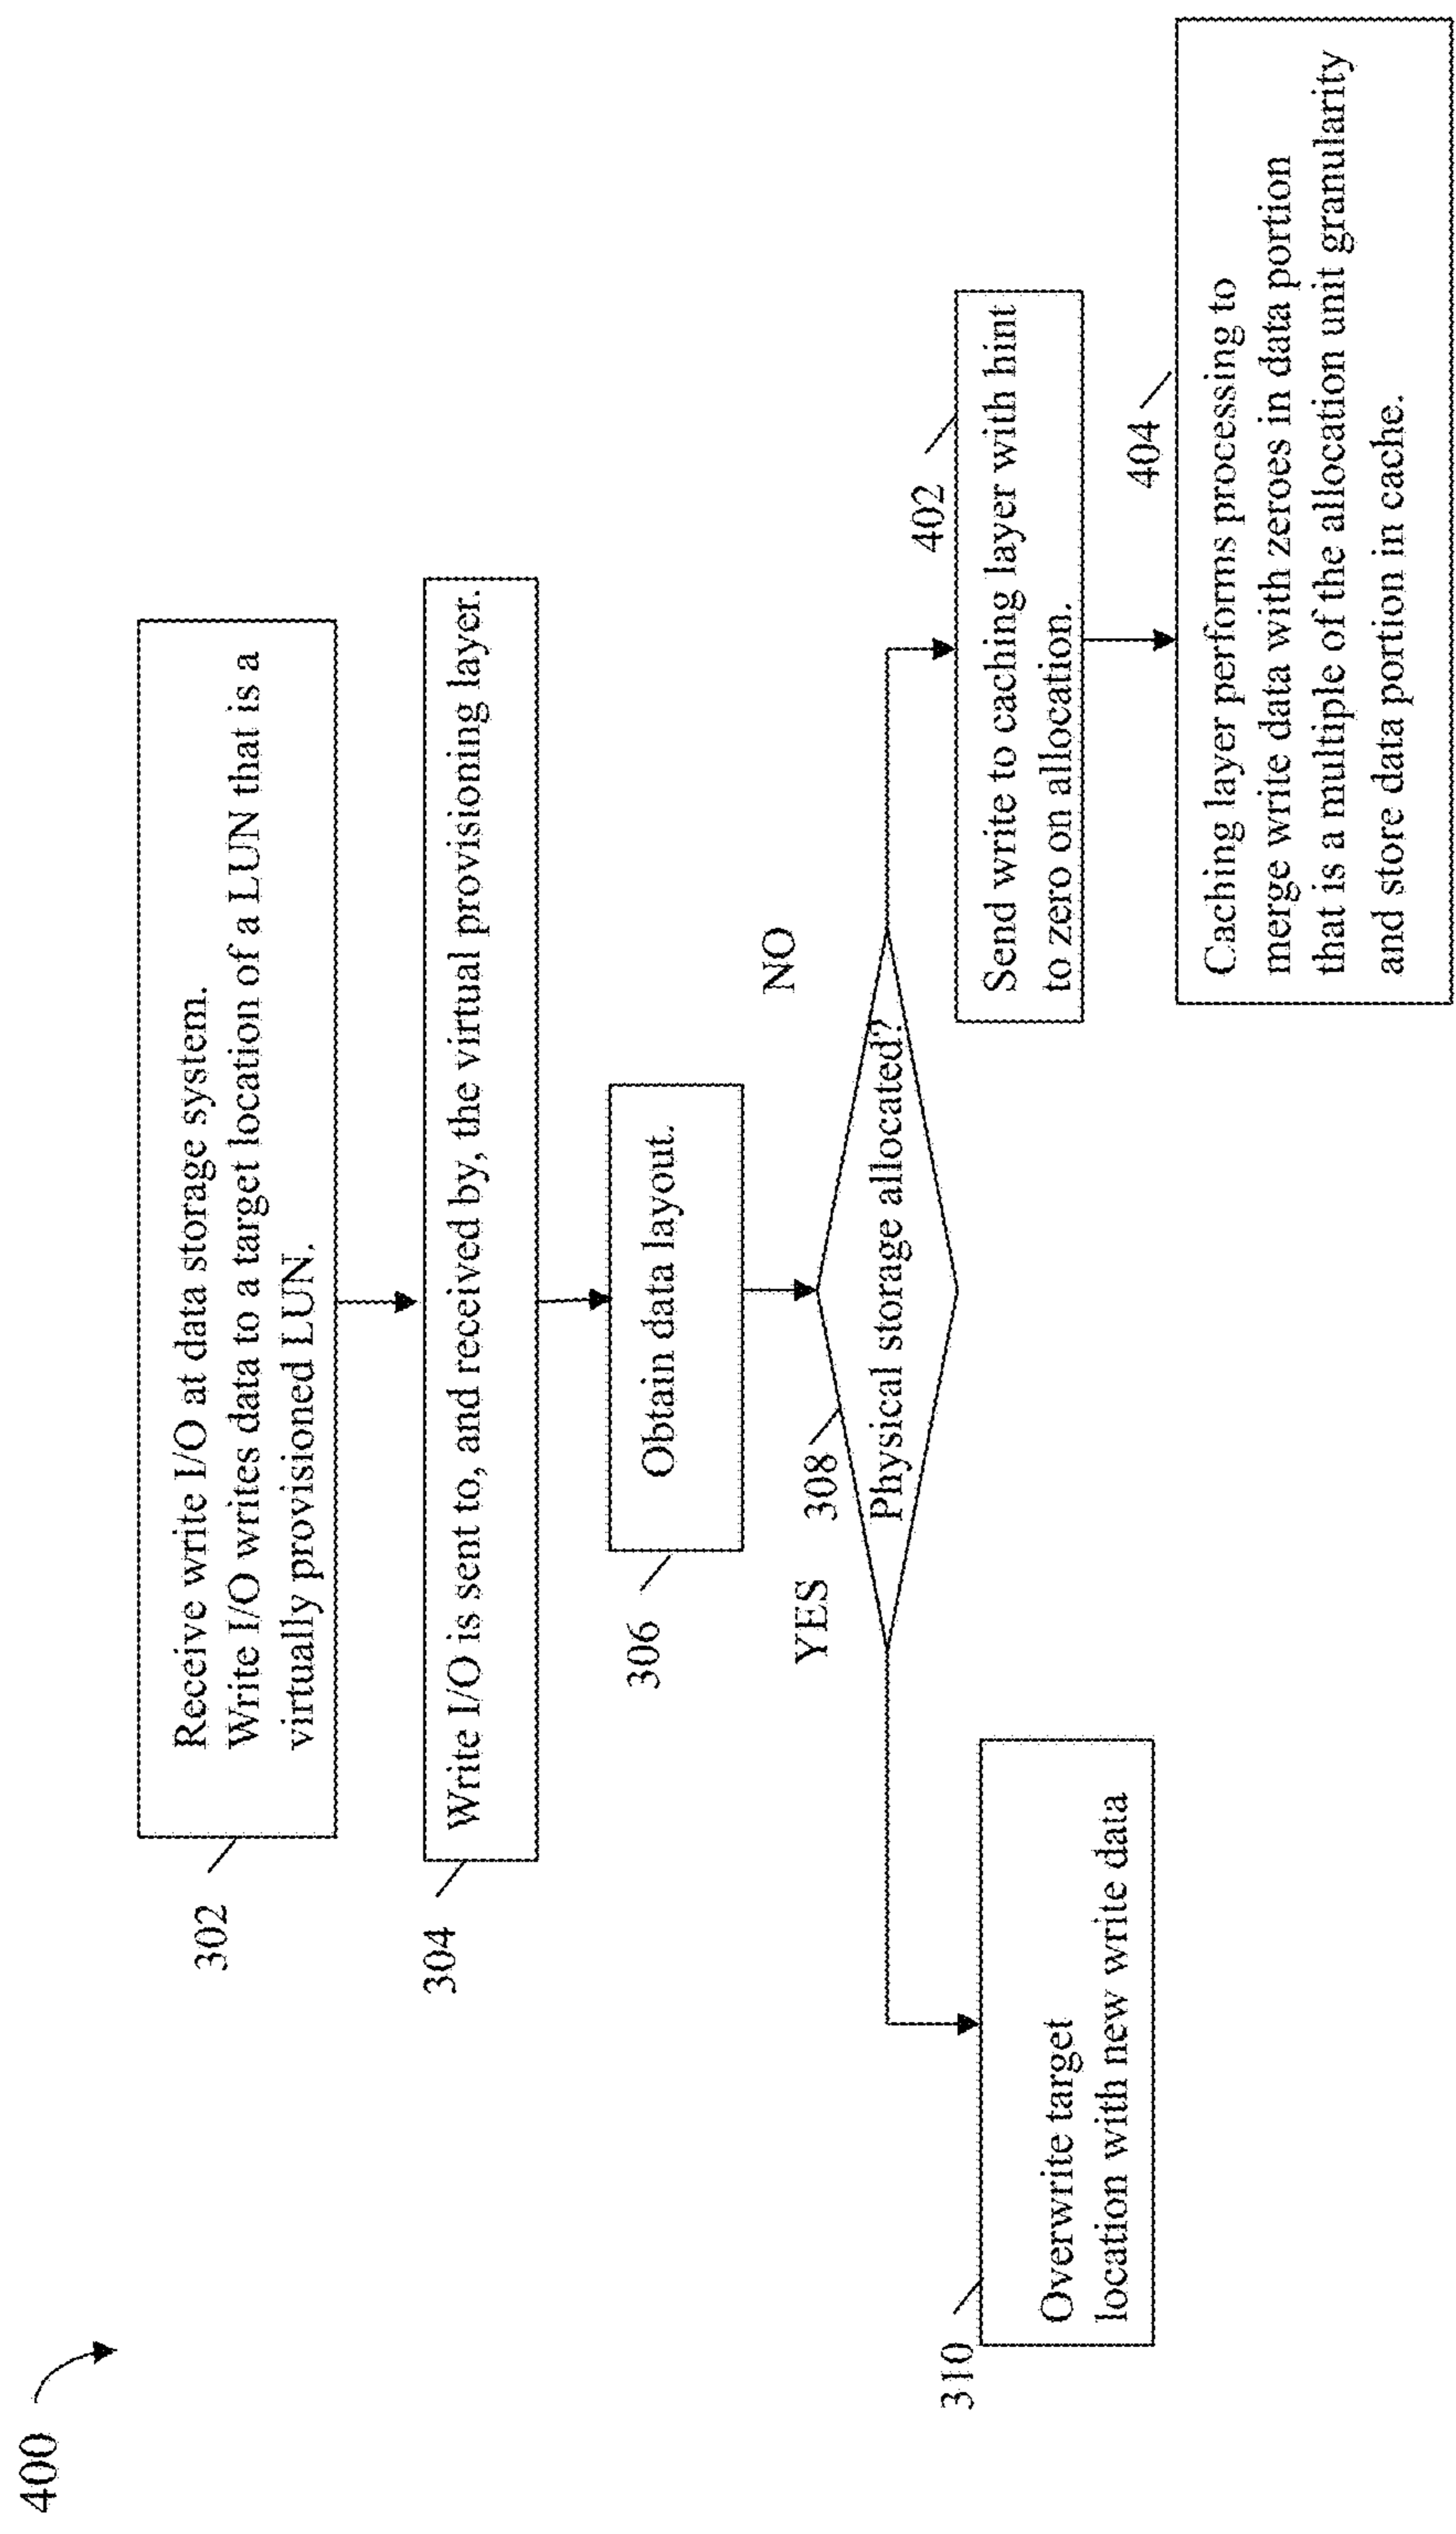 400
302
Receive write I/O at data storage system.
Write I/O writes data to a target location of a LUN that is a
virtually provisioned LUN.
304
Write I/O is sent to, and received by, the virtual provisioning layer.
306
Obtain data layout.
308
Physical storage allocated?
YES
NO
310
Overwrite target
location with new write data
402
Send write to caching layer with hint
to zero on allocation.
404
Caching layer performs processing to
merge write data with zeroes in data portion
that is a multiple of the allocation unit granularity
and store data portion in cache.